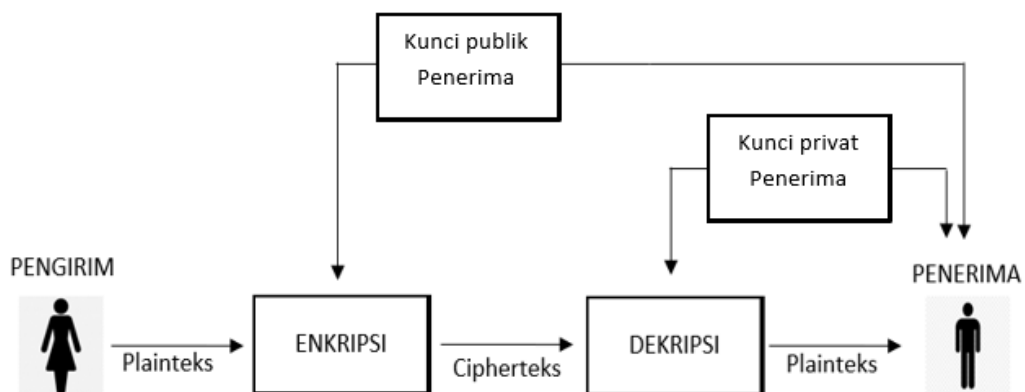 Kunci publik
Penerima
Kunci privat
Penerima
PENGIRIM
PENERIMA
ENKRIPSI
DEKRIPSI
Plainteks
Cipherteks
Plainteks